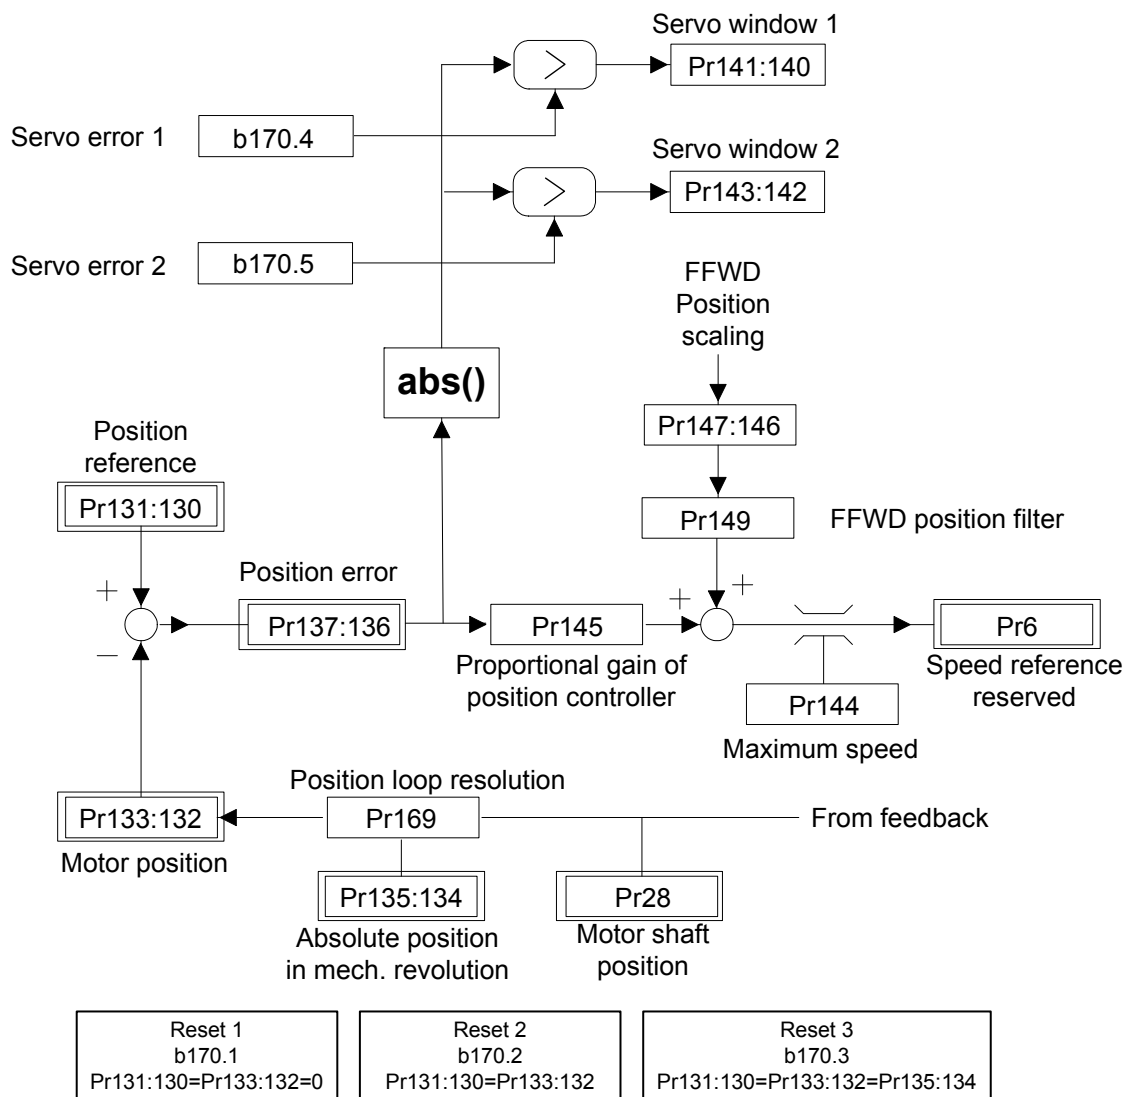 Servo window 1
>
Pr141:140
Servo error 1
b170.4
Servo window 2
>
Pr143:142
Servo error 2
b170.5
FFWD
Position
scaling
abs()
Pr147:146
Position
reference
Pr131:130
Pr149
FFWD position filter
+
Position error
+
+
Pr137:136
Pr145
Pr6
−
Proportional gain of
position controller
Speed reference
reserved
Pr144
Maximum speed
Position loop resolution
Pr133:132
Pr169
From feedback
Motor position
Pr135:134
Pr28
Absolute position
in mech. revolution
Motor shaft
position
Reset 1
b170.1
Pr131:130=Pr133:132=0
Reset 2
b170.2
Pr131:130=Pr133:132
Reset 3
b170.3
Pr131:130=Pr133:132=Pr135:134